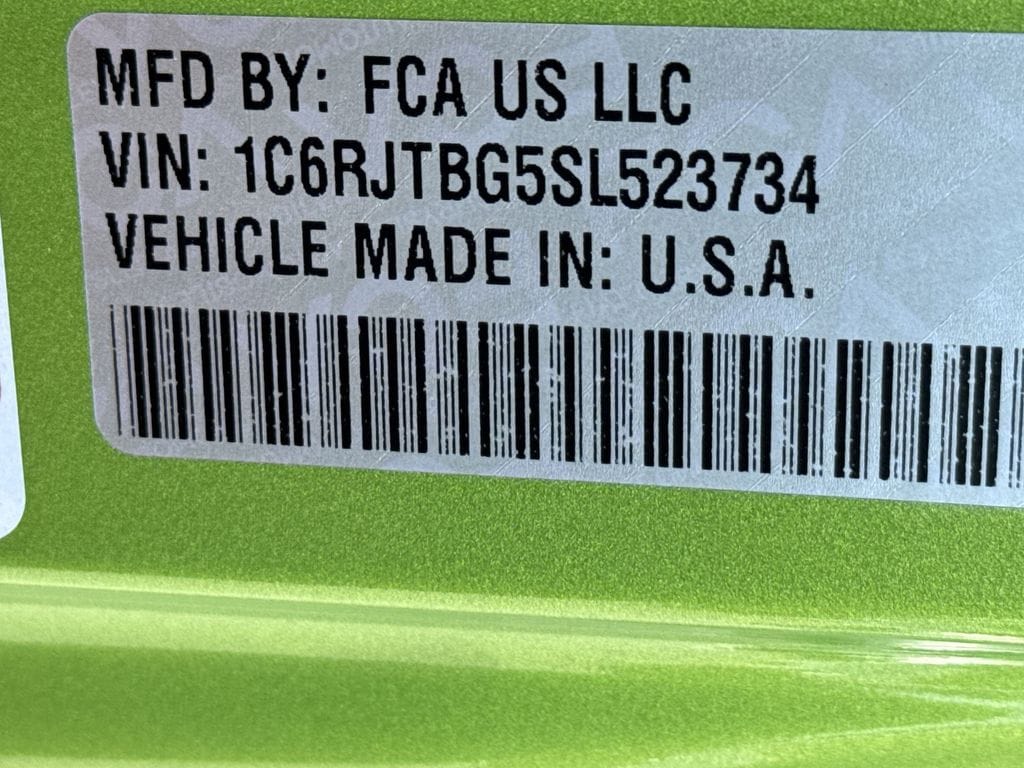 MFD BY: FCA US LLC
VIN: 1C6RJTBG5SL523734
VEHICLE MADE IN: U.S.A.